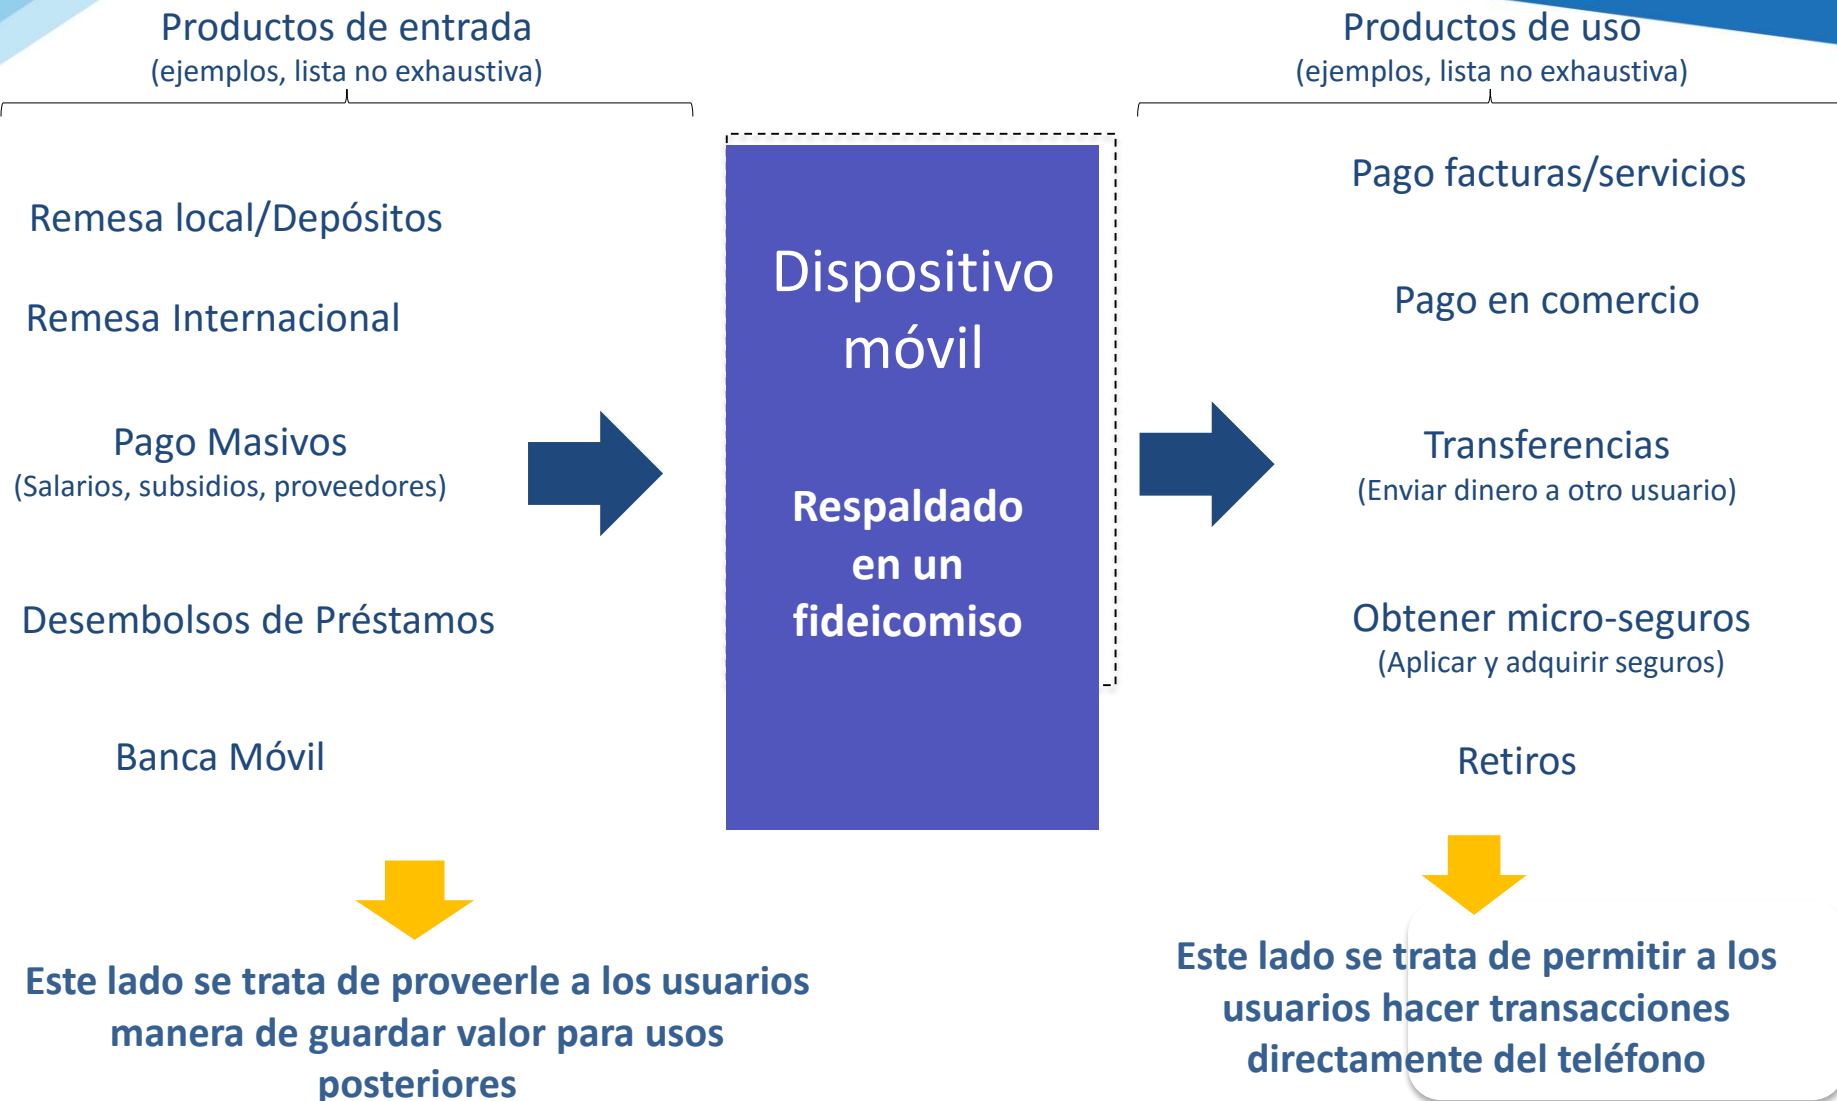 Productos de entrada
(ejemplos, lista no exhaustiva)
Remesa local/Depósitos
Remesa Internacional
Pago Masivos
(Salarios, subsidios, proveedores)
Desembolsos de Préstamos
Banca Móvil
Este lado se trata de proveerle a los usuarios
manera de guardar valor para usos
posteriores
Dispositivo
móvil
Respaldado
en un
fideicomiso
Productos de uso
(ejemplos, lista no exhaustiva)
Pago facturas/servicios
Pago en comercio
Transferencias
(Enviar dinero a otro usuario)
Obtener micro-seguros
(Aplicar y adquirir seguros)
Retiros
Este lado se trata de permitir a los
usuarios hacer transacciones
directamente del teléfono